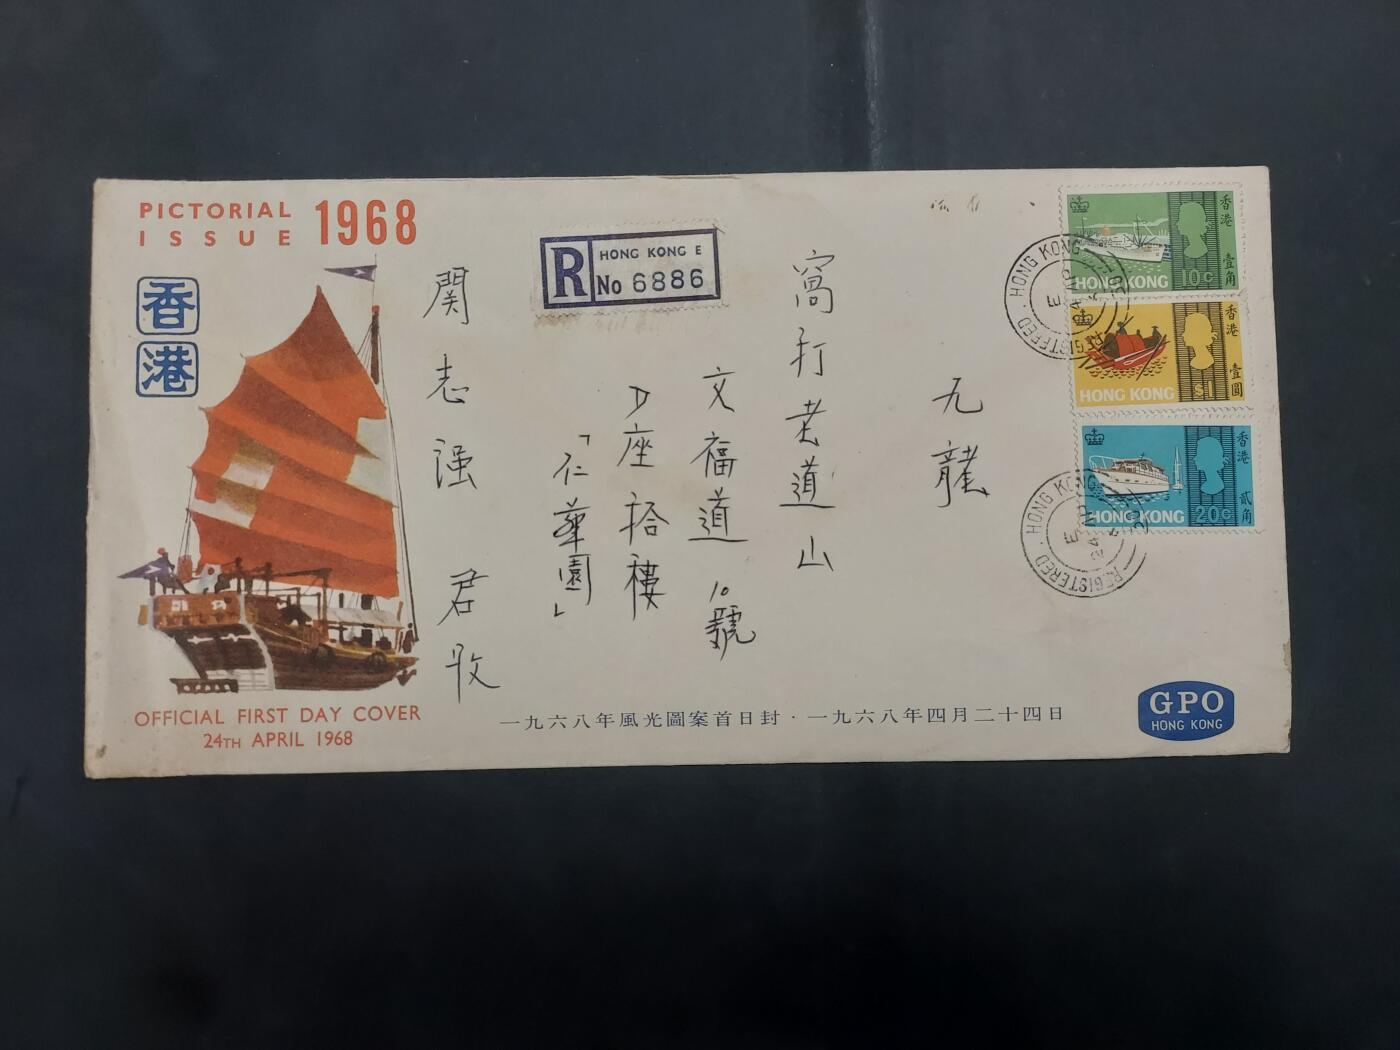 PICTORIAL
ISSUE 1968
香港
R
HONG KONG E
No 6886
九龍
窩打老道山
文福道10號
D座拾樓
「仁華園」
関志强君收
香港
壹角
10c
HONG KONG
香港
壹圓
$1
HONG KONG
香港
貳角
20c
HONG KONG
REGISTERED · HONG KONG
E
REGISTERED · HONG KONG
E
OFFICIAL FIRST DAY COVER
24TH APRIL 1968
一九六八年風光圖案首日封 · 一九六八年四月二十四日
GPO
HONG KONG